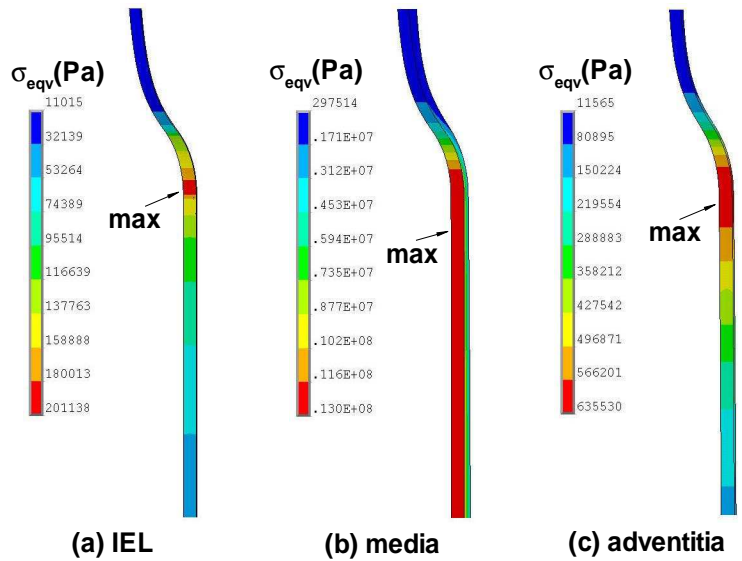 σeqv(Pa)
11015
32139
53264
74389
95514
116639
137763
158888
180013
201138
max
(a) IEL
σeqv(Pa)
297514
.171E+07
.312E+07
.453E+07
.594E+07
.735E+07
.877E+07
.102E+08
.116E+08
.130E+08
max
(b) media
σeqv(Pa)
11565
80895
150224
219554
288883
358212
427542
496871
566201
635530
max
(c) adventitia